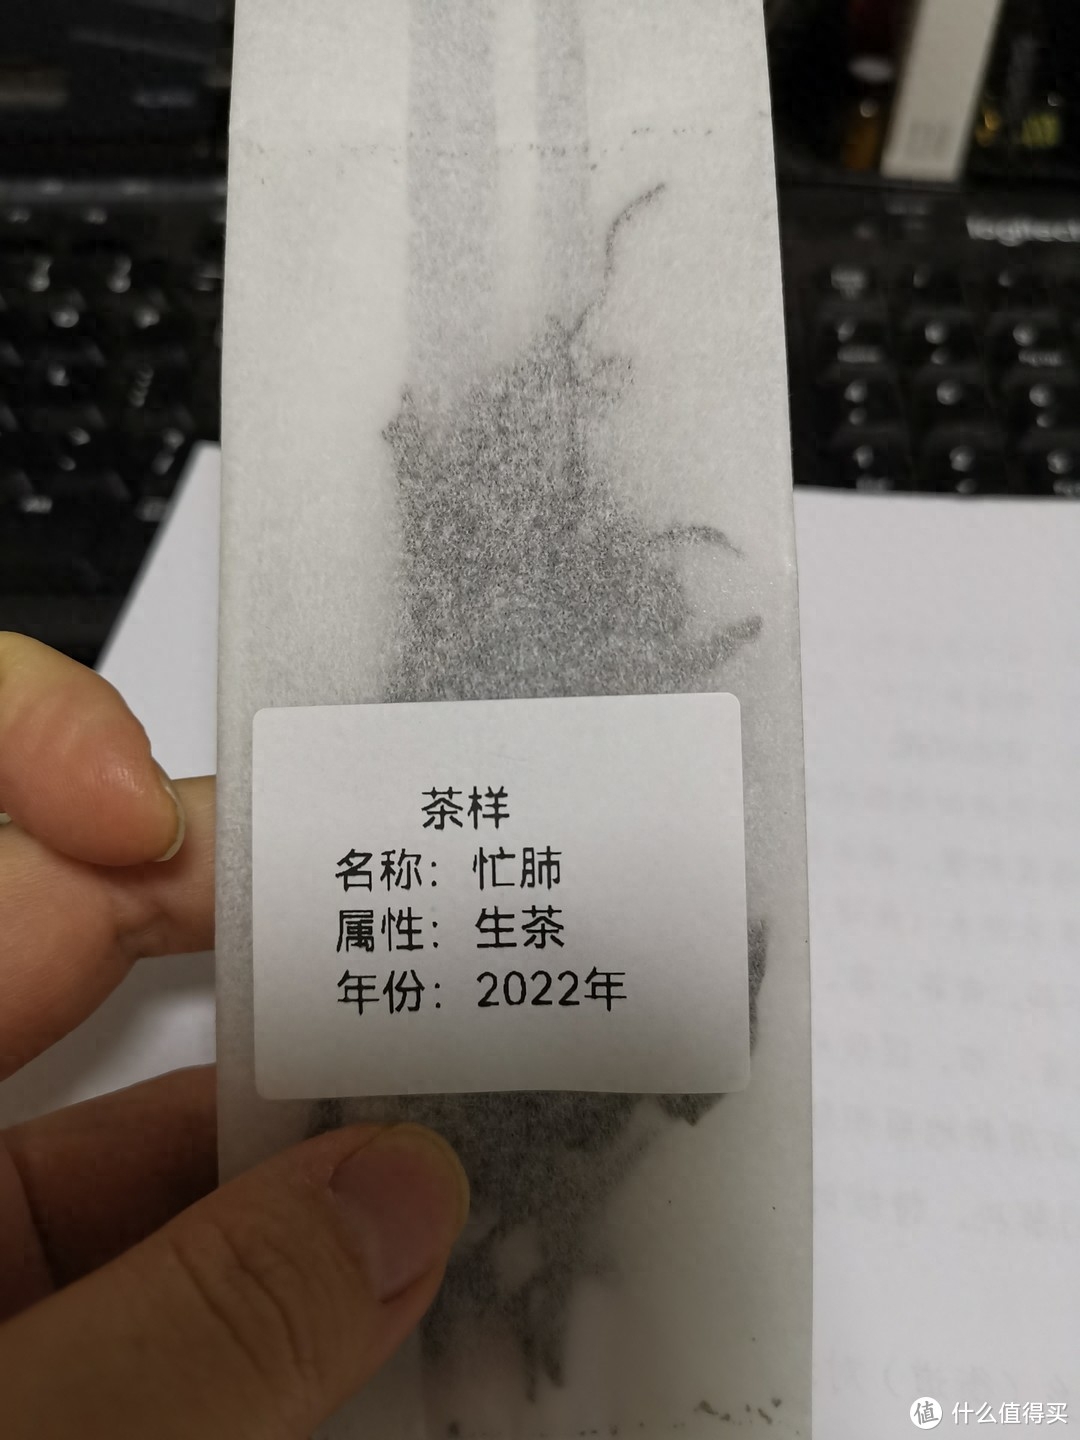 logitech
茶样
名称：忙肺
属性：生茶
年份：2022年
值 什么值得买